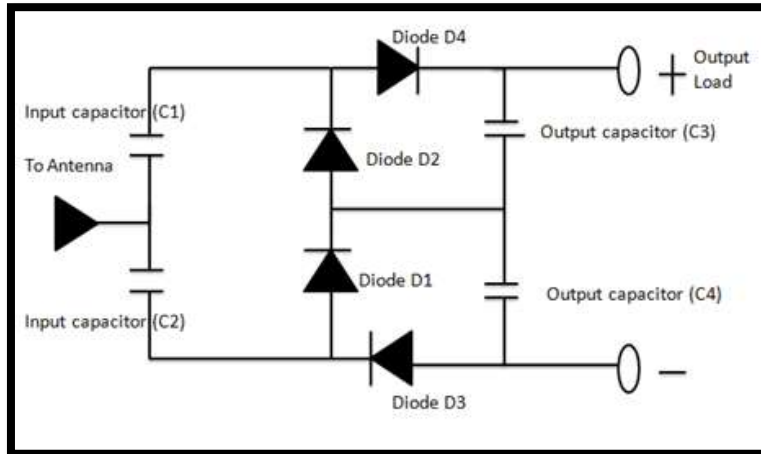 Diode D4
Output
Load
Input capacitor (C1)
Output capacitor (C3)
Diode D2
To Antenna
Diode D1
Output capacitor (C4)
Input capacitor (C2)
Diode D3